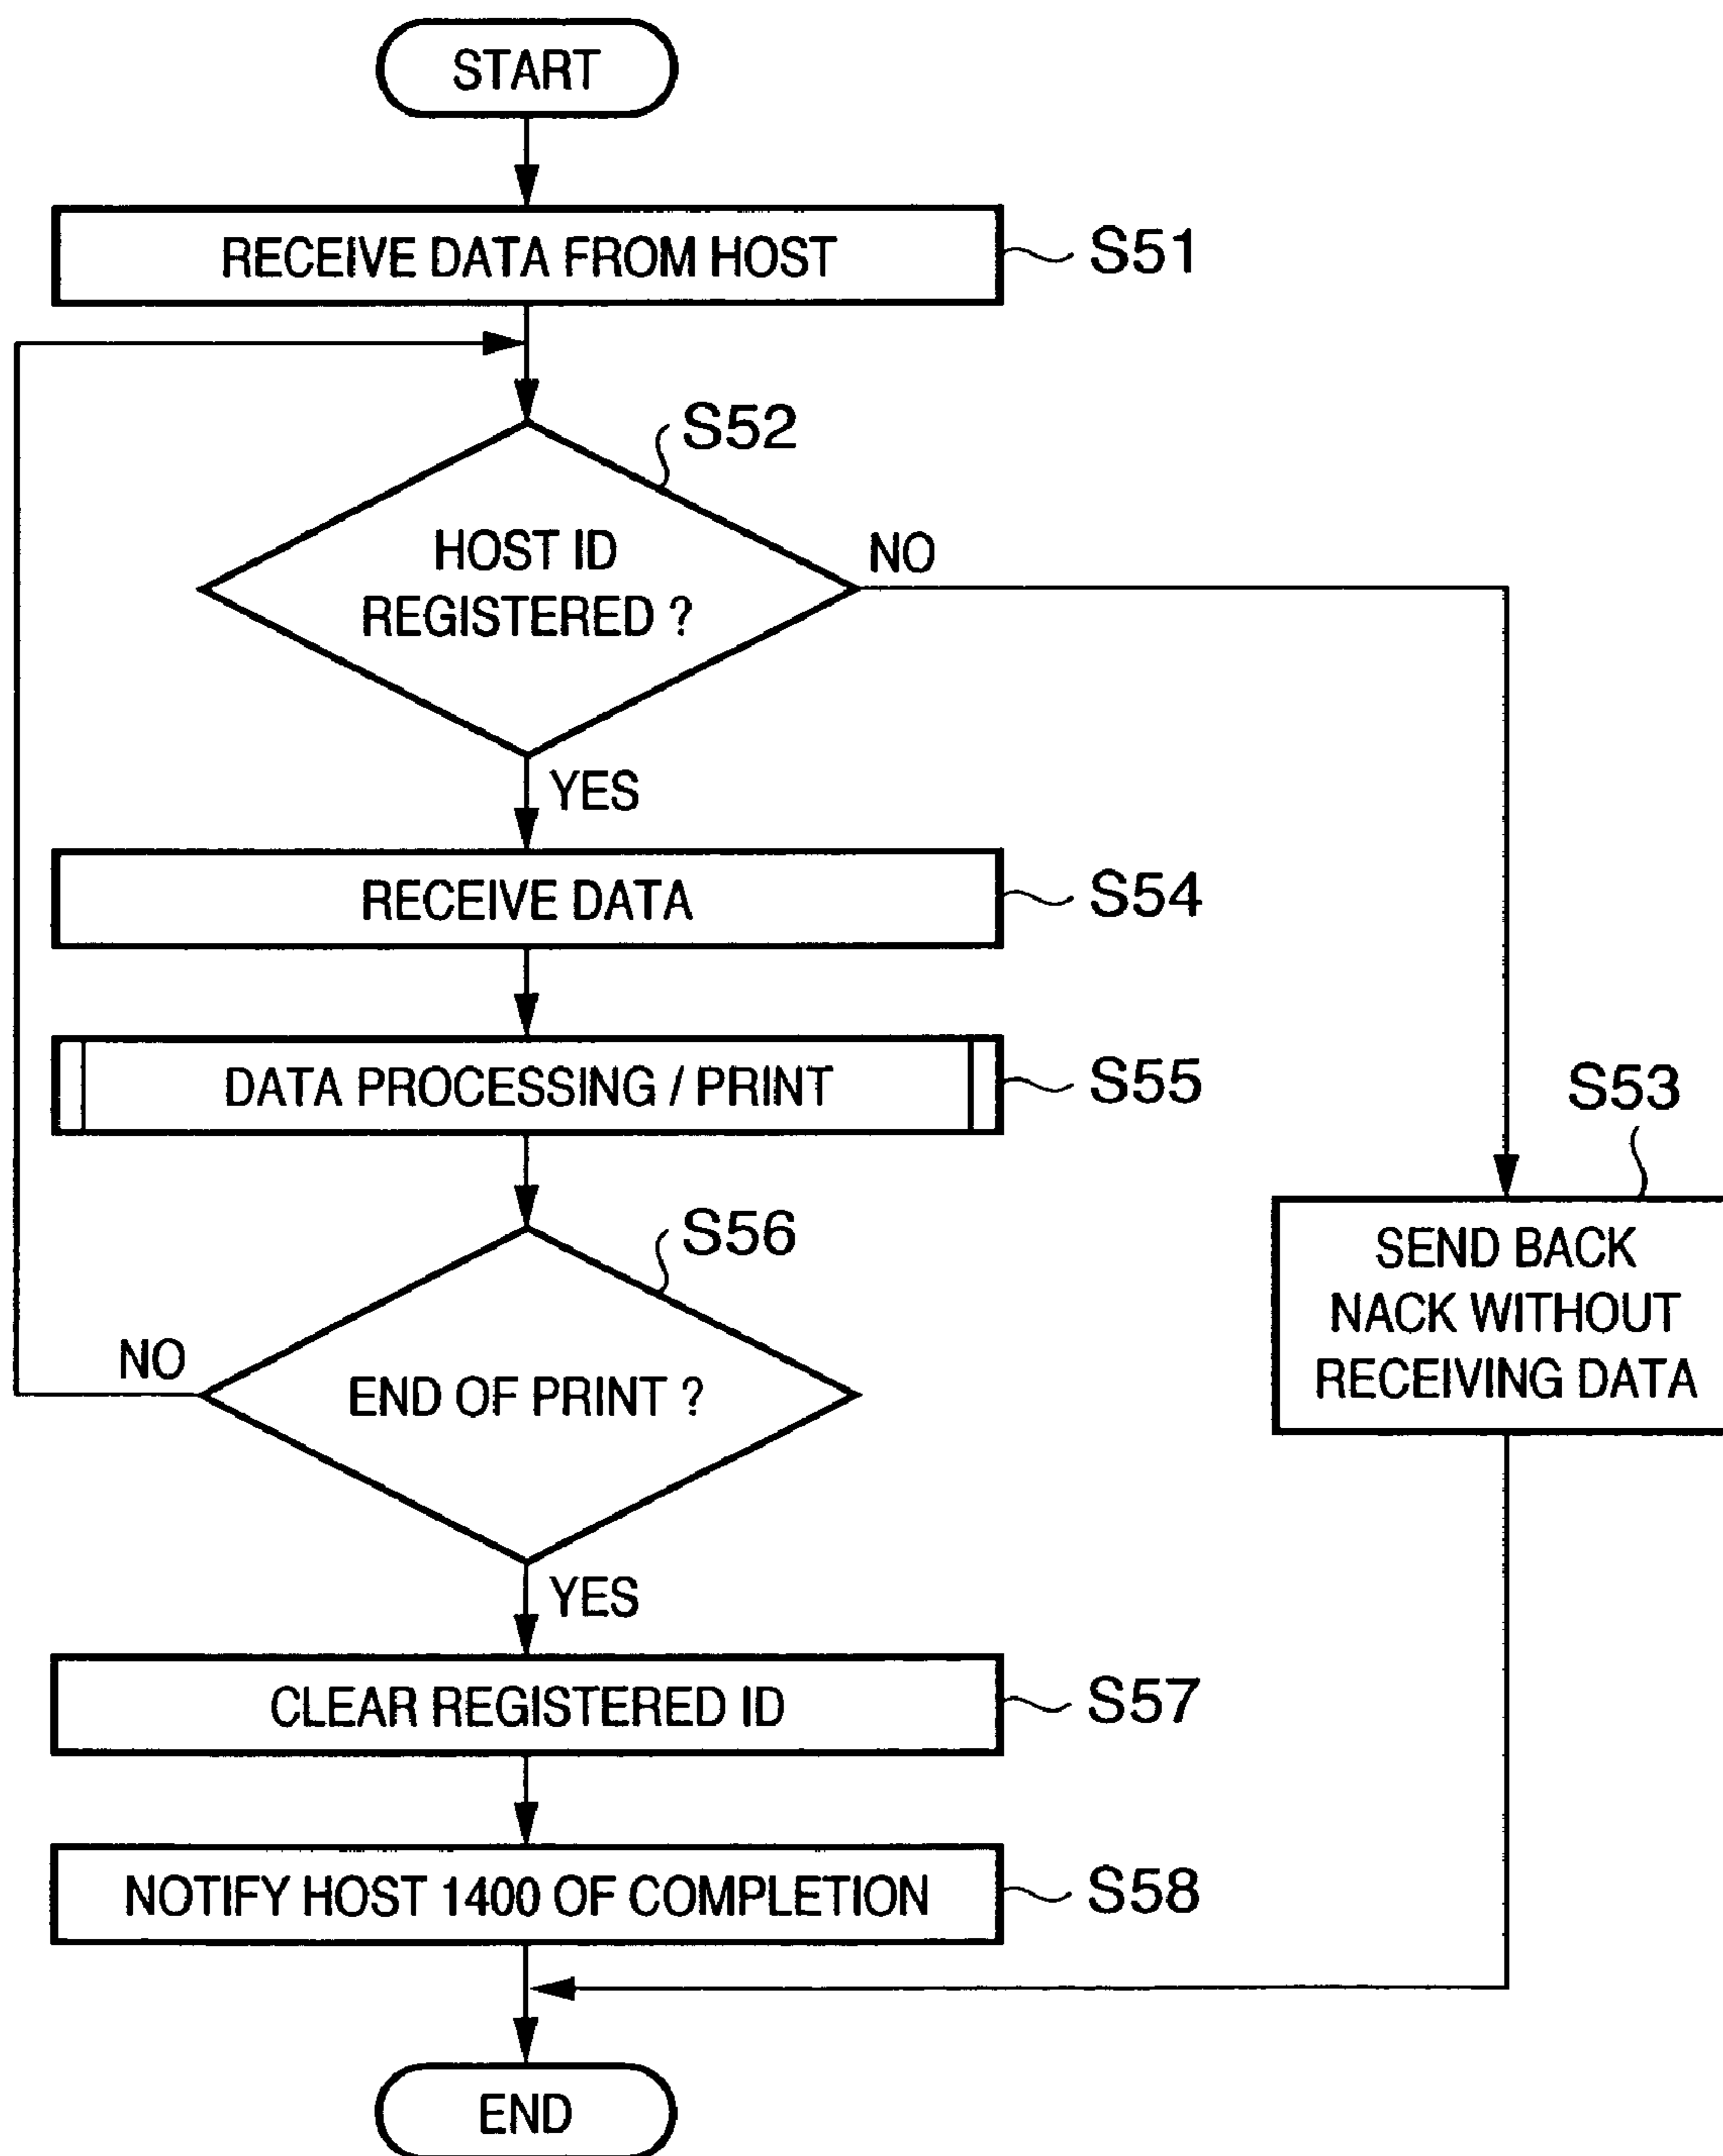 START
RECEIVE DATA FROM HOST
S51
S52
HOST ID
REGISTERED ?
NO
YES
RECEIVE DATA
S54
DATA PROCESSING / PRINT
S55
S53
SEND BACK
NACK WITHOUT
RECEIVING DATA
S56
END OF PRINT ?
NO
YES
CLEAR REGISTERED ID
S57
NOTIFY HOST 1400 OF COMPLETION
S58
END